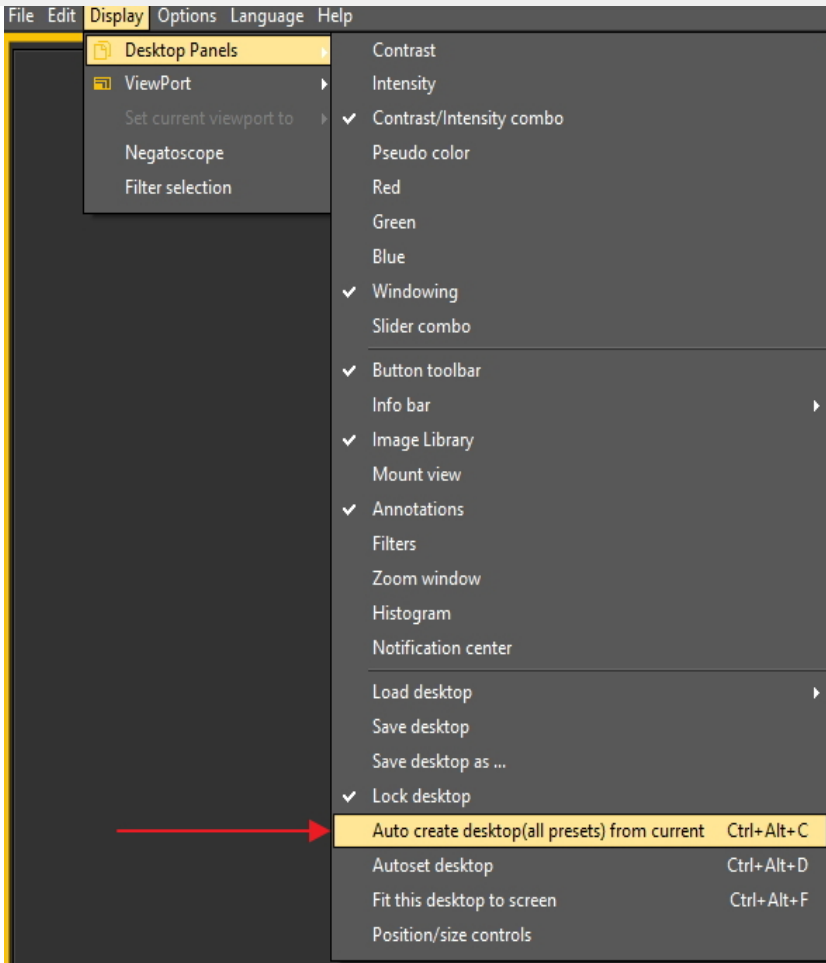 File Edit Display Options Language Help
Desktop Panels
ViewPort
Set current viewport to
Negatoscope
Filter selection
Contrast
Intensity
Contrast/Intensity combo
Pseudo color
Red
Green
Blue
Windowing
Slider combo
Button toolbar
Info bar
Image Library
Mount view
Annotations
Filters
Zoom window
Histogram
Notification center
Load desktop
Save desktop
Save desktop as ...
Lock desktop
Auto create desktop(all presets) from current Ctrl+Alt+C
Autoset desktop Ctrl+Alt+D
Fit this desktop to screen Ctrl+Alt+F
Position/size controls